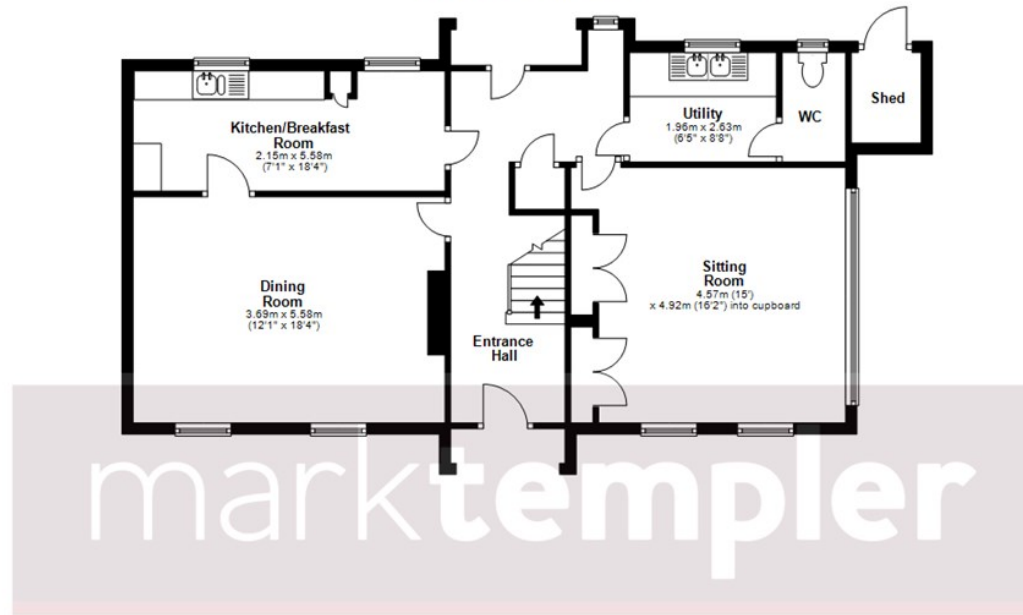 Kitchen/Breakfast
Room
2.15m x 5.58m
(7'1" x 18'4")
Utility
1.96m x 2.63m
(6'5" x 8'8")
WC
Shed
Dining
Room
3.69m x 5.58m
(12'1" x 18'4")
Sitting
Room
4.57m (15')
x 4.92m (16'2") into cupboard
Entrance
Hall
marktempler